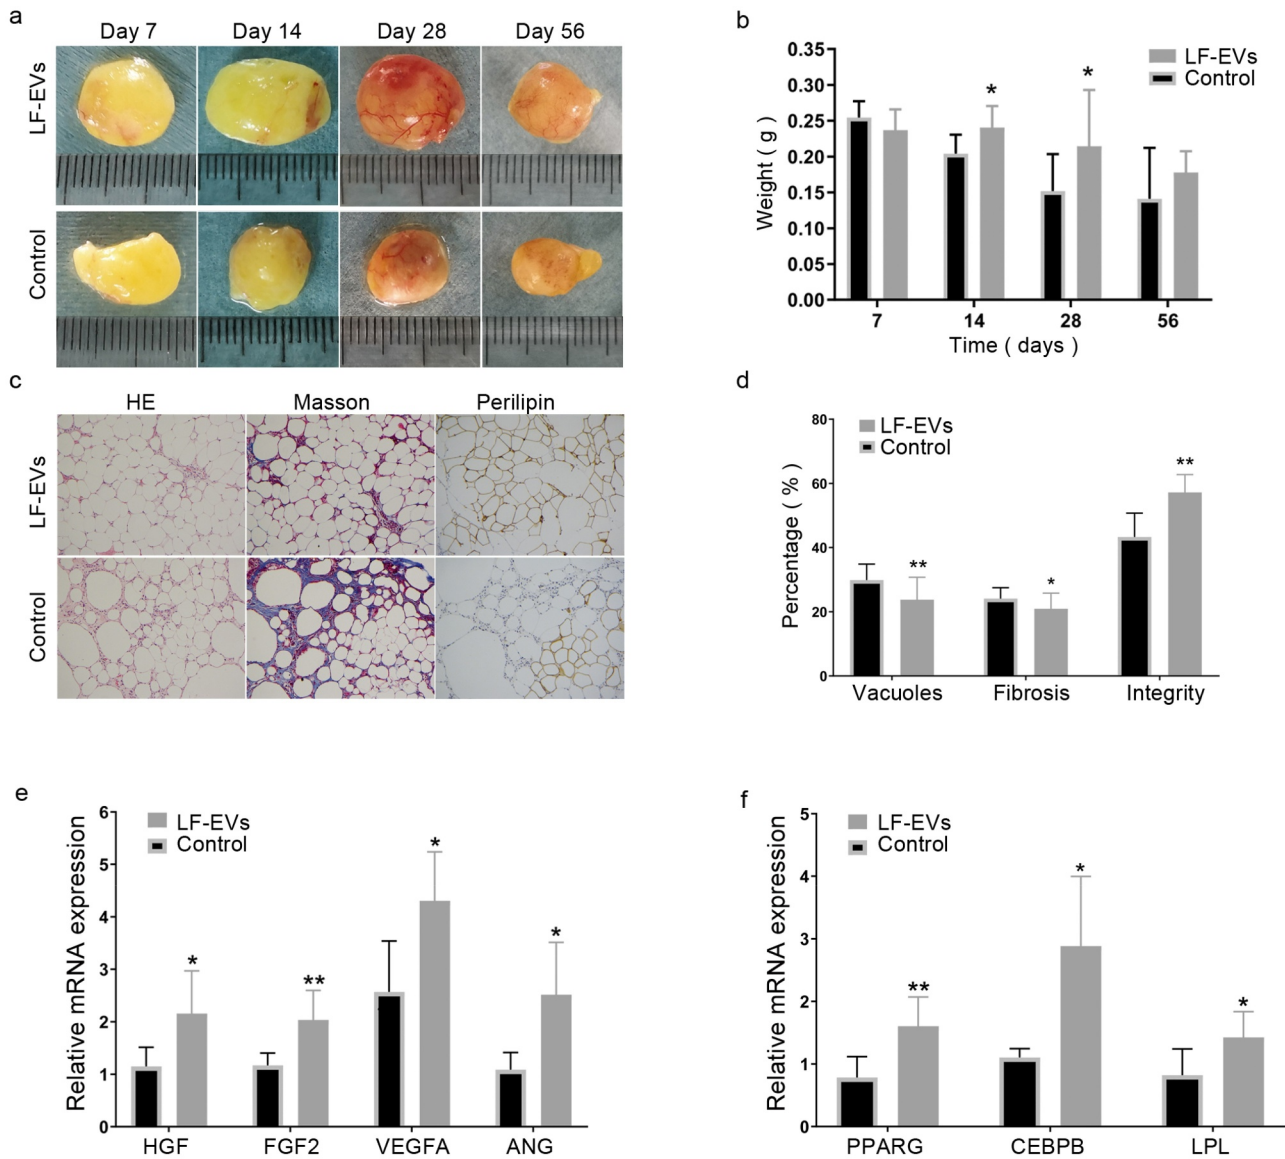 a
Day 7 Day 14 Day 28 Day 56
LF-EVs
Control
b
0.35
0.30
0.25
0.20
0.15
0.10
0.05
0.00
Weight ( g )
LF-EVs
Control
*
*
7 14 28 56
Time ( days )
c
HE Masson Perilipin
LF-EVs
Control
d
80
60
40
20
0
Percentage ( % )
LF-EVs
Control
**
*
**
Vacuoles Fibrosis Integrity
e
6
5
4
3
2
1
0
Relative mRNA expression
LF-EVs
Control
*
**
*
*
HGF FGF2 VEGFA ANG
f
5
4
3
2
1
0
Relative mRNA expression
LF-EVs
Control
**
*
*
PPARG CEBPB LPL